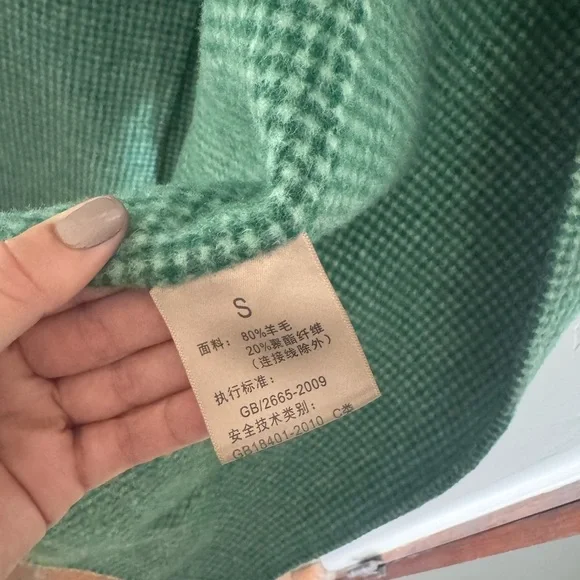 S
面料：80%羊毛
20%聚酯纤维
（连接线除外）
执行标准：
GB/2665-2009
安全技术类别：
GB18401-2010 C类